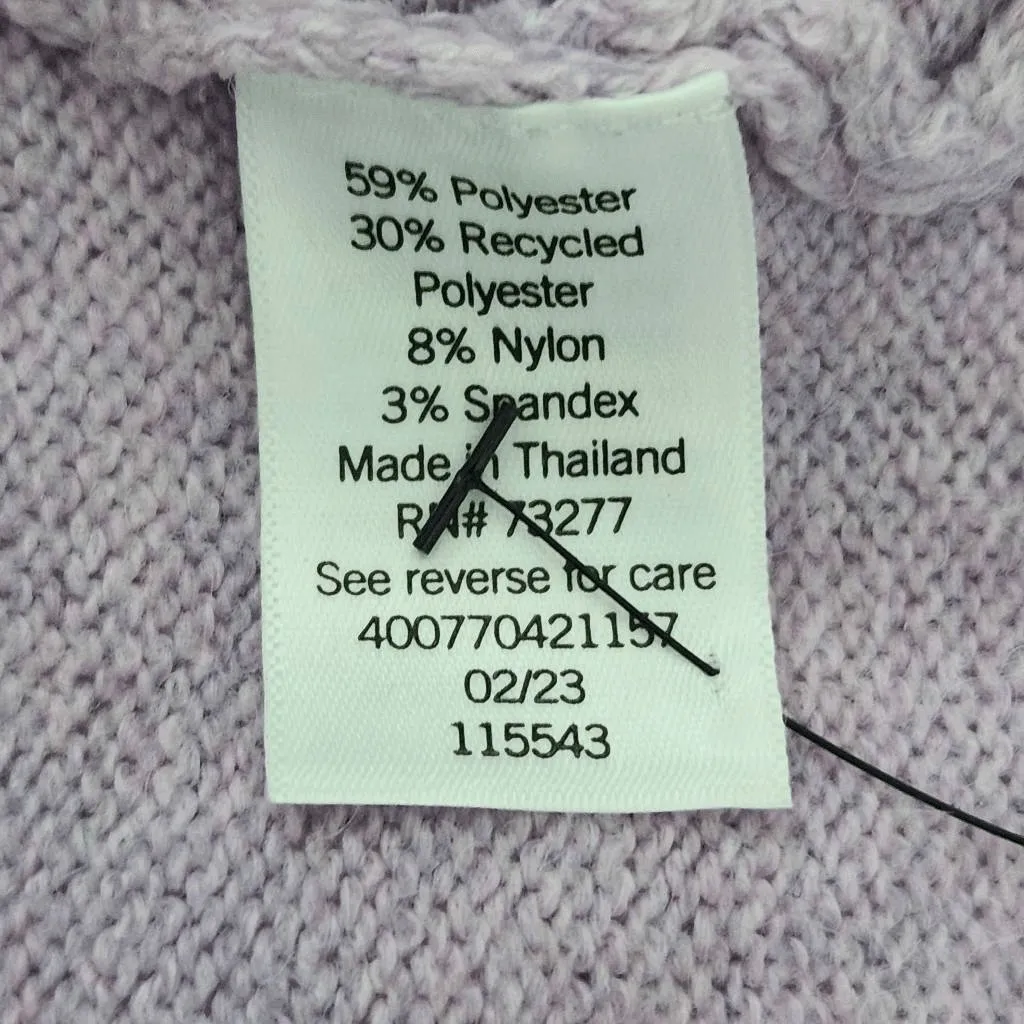 59% Polyester
30% Recycled
Polyester
8% Nylon
3% Spandex
Made in Thailand
RN# 73277
See reverse for care
400770421157
02/23
115543